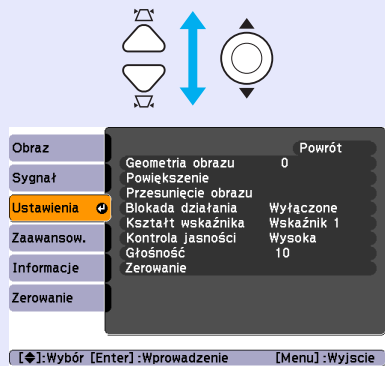 Obraz
Sygnał
Ustawienia
Zaawansow.
Informacje
Zerowanie
Powrót
Geometria obrazu 0
Powiększenie
Przesunięcie obrazu
Blokada działania Wyłączone
Kształt wskaźnika Wskaźnik 1
Kontrola jasności Wysoka
Głośność 10
Zerowanie
[◆]:Wybór [Enter]:Wprowadzenie [Menu]:Wyjscie